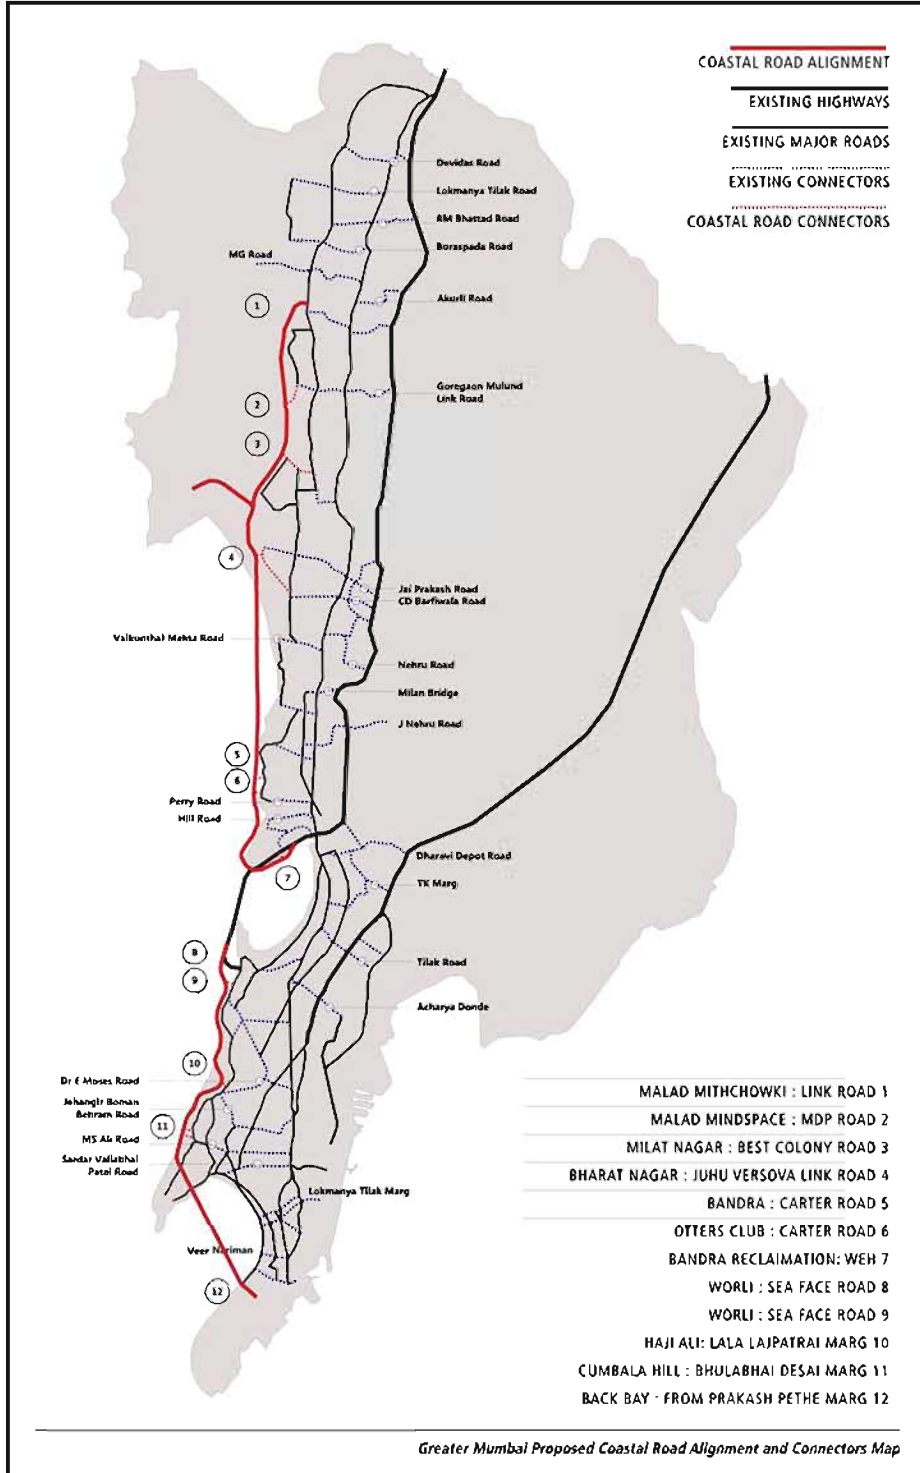 COASTAL ROAD ALIGNMENT
EXISTING HIGHWAYS
EXISTING MAJOR ROADS
EXISTING CONNECTORS
COASTAL ROAD CONNECTORS
Devidas Road
Lokmanya Tilak Road
RM Bhattad Road
Boraspada Road
MG Road
Akurli Road
1
Goregaon Mulund
Link Road
2
3
4
Jai Prakash Road
CD Barfiwala Road
Vaikunthal Mehta Road
Nehru Road
Milan Bridge
J Nehru Road
5
6
Perry Road
Hill Road
Dharavi Depot Road
7
TK Marg
8
Tilak Road
9
Acharya Donde
10
Dr E Moses Road
Jehangir Boman
Behram Road
11
MS Ali Road
Sardar Vallabhai
Patel Road
Lokmanya Tilak Marg
Veer Nariman
12
MALAD MITHCHOWKI : LINK ROAD 1
MALAD MINDSPACE : MDP ROAD 2
MILAT NAGAR : BEST COLONY ROAD 3
BHARAT NAGAR : JUHU VERSOVA LINK ROAD 4
BANDRA : CARTER ROAD 5
OTTERS CLUB : CARTER ROAD 6
BANDRA RECLAIMATION: WEH 7
WORLI : SEA FACE ROAD 8
WORLI : SEA FACE ROAD 9
HAJI ALI: LALA LAJPATRAI MARG 10
CUMBALA HILL : BHULABHAI DESAI MARG 11
BACK BAY : FROM PRAKASH PETHE MARG 12
Greater Mumbai Proposed Coastal Road Alignment and Connectors Map